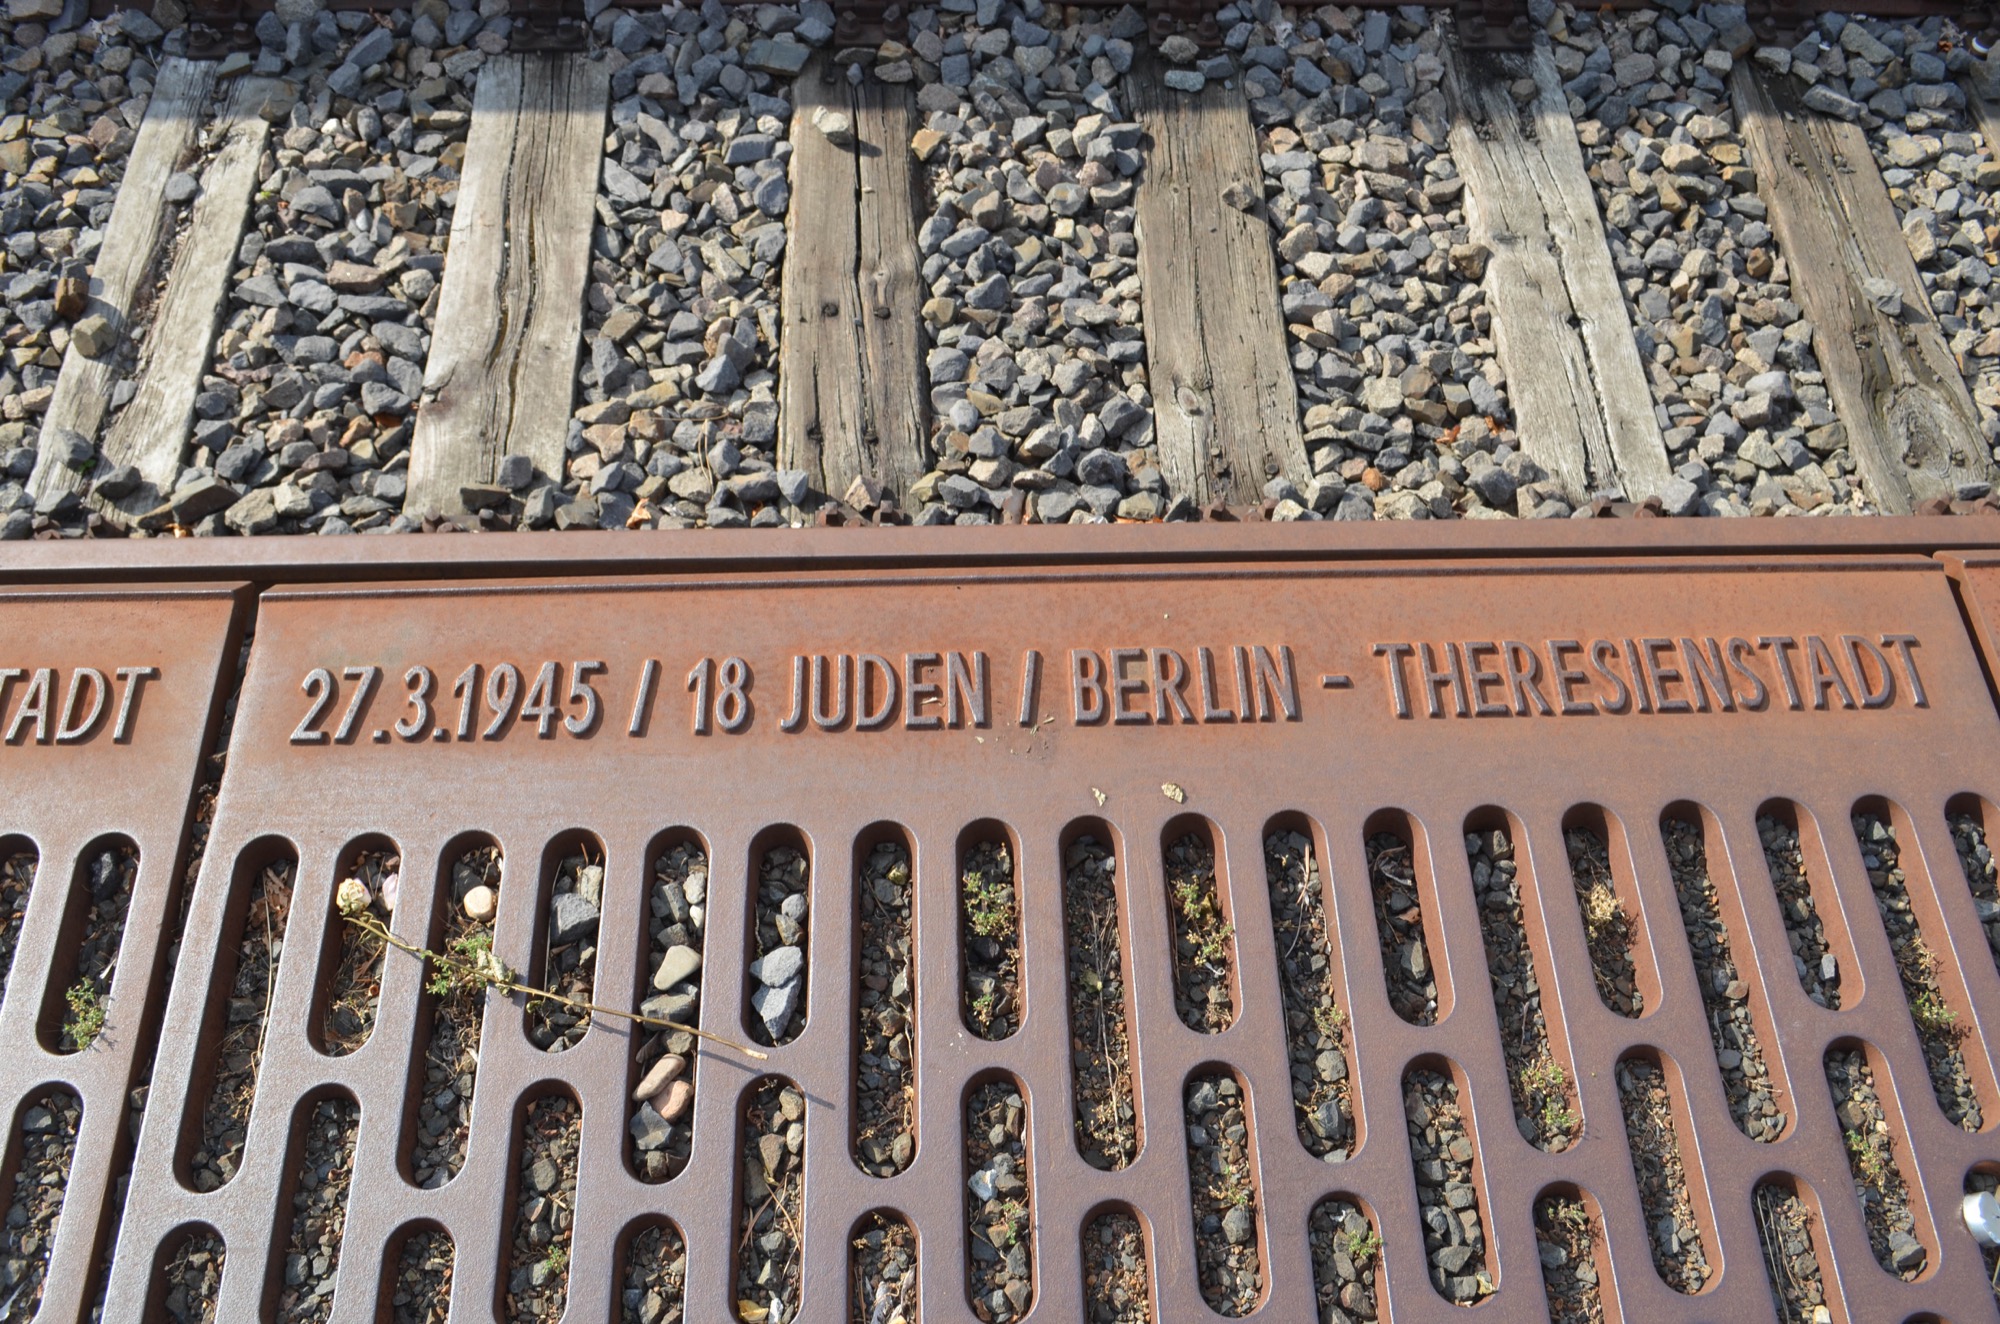 TADT
27.3.1945 / 18 JUDEN / BERLIN - THERESIENSTADT